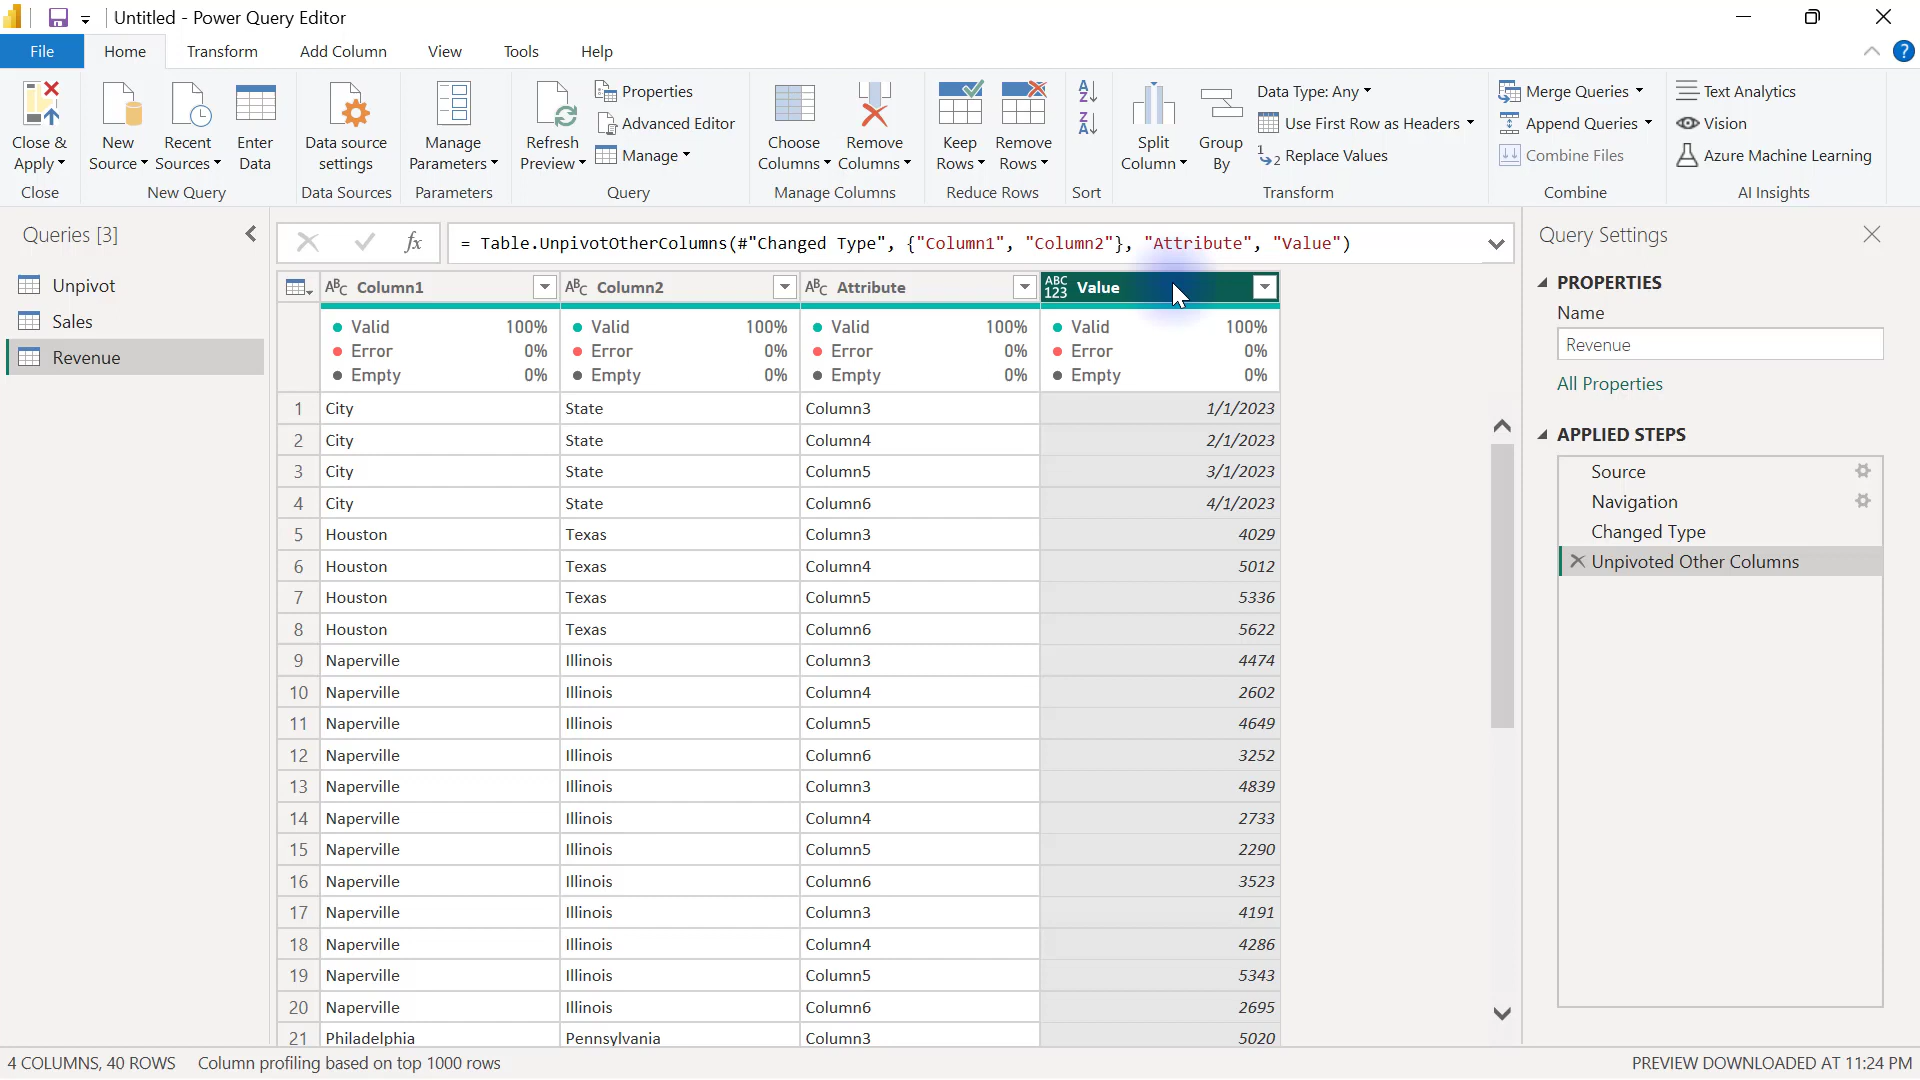 Untitled - Power Query Editor
File Home Transform Add Column View Tools Help
Close & Apply
Close
New Source
Recent Sources
Enter Data
New Query
Data source settings
Data Sources
Manage Parameters
Parameters
Refresh Preview
Properties
Advanced Editor
Manage
Query
Choose Columns
Remove Columns
Manage Columns
Keep Rows
Remove Rows
Reduce Rows
A Z
Z A
Sort
Split Column
Group By
Data Type: Any
Use First Row as Headers
1 2 Replace Values
Transform
Merge Queries
Append Queries
Combine Files
Combine
Text Analytics
Vision
Azure Machine Learning
AI Insights
?
Queries [3]
Unpivot
Sales
Revenue
fx = Table.UnpivotOtherColumns(#"Changed Type", {"Column1", "Column2"}, "Attribute", "Value")
ABC Column1 ABC Column2 ABC Attribute ABC 123 Value
Valid 100% Valid 100% Valid 100% Valid 100%
Error 0% Error 0% Error 0% Error 0%
Empty 0% Empty 0% Empty 0% Empty 0%
1 City State Column3 1/1/2023
2 City State Column4 2/1/2023
3 City State Column5 3/1/2023
4 City State Column6 4/1/2023
5 Houston Texas Column3 4029
6 Houston Texas Column4 5012
7 Houston Texas Column5 5336
8 Houston Texas Column6 5622
9 Naperville Illinois Column3 4474
10 Naperville Illinois Column4 2602
11 Naperville Illinois Column5 4649
12 Naperville Illinois Column6 3252
13 Naperville Illinois Column3 4839
14 Naperville Illinois Column4 2733
15 Naperville Illinois Column5 2290
16 Naperville Illinois Column6 3523
17 Naperville Illinois Column3 4191
18 Naperville Illinois Column4 4286
19 Naperville Illinois Column5 5343
20 Naperville Illinois Column6 2695
21 Philadelphia Pennsylvania Column3 5020
Query Settings
PROPERTIES
Name
Revenue
All Properties
APPLIED STEPS
Source
Navigation
Changed Type
Unpivoted Other Columns
4 COLUMNS, 40 ROWS Column profiling based on top 1000 rows
PREVIEW DOWNLOADED AT 11:24 PM